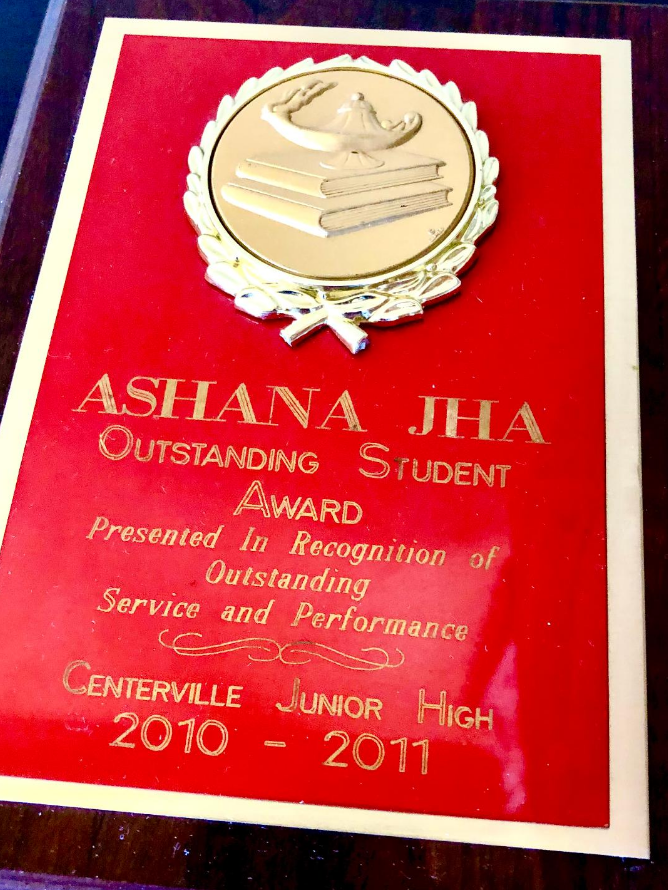 ASHANA JHA
OUTSTANDING STUDENT
AWARD
Presented In Recognition of
Outstanding
Service and Performance
CENTERVILLE JUNIOR HIGH
2010 - 2011